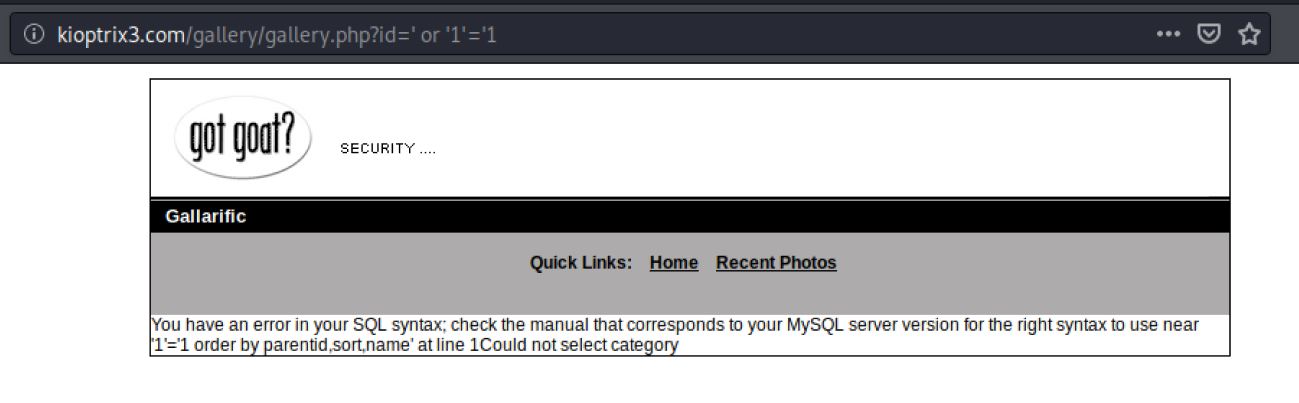 kioptrix3.com/gallery/gallery.php?id=' or '1'='1
got goat?
SECURITY ....
Gallarific
Quick Links: Home Recent Photos
You have an error in your SQL syntax; check the manual that corresponds to your MySQL server version for the right syntax to use near
'1'='1 order by parentid,sort,name' at line 1Could not select category